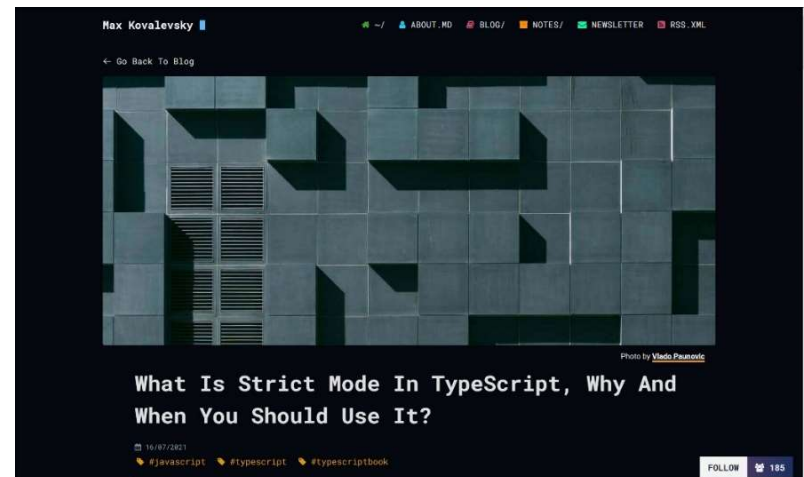 Max Kovalevsky
~/ ABOUT.MD BLOG/ NOTES/ NEWSLETTER RSS.XML
← Go Back To Blog
Photo by Vlado Paunovic
What Is Strict Mode In TypeScript, Why And
When You Should Use It?
16/07/2021
#javascript #typescript #typescriptbook
FOLLOW 185